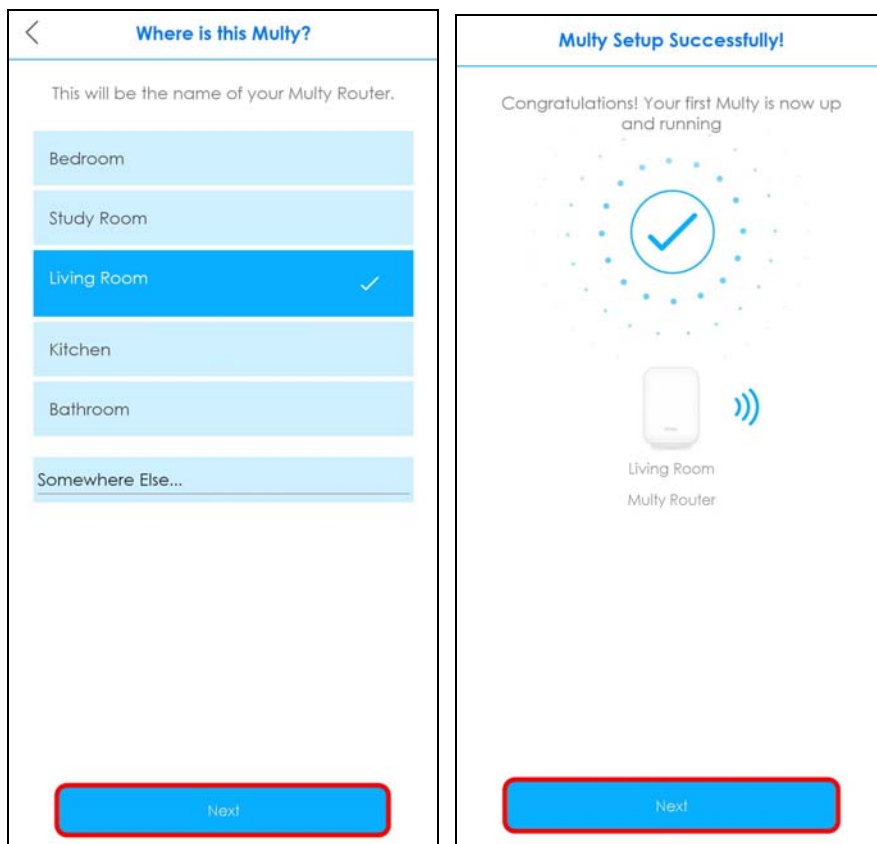 Where is this Multy?
This will be the name of your Multy Router.
Bedroom
Study Room
Living Room
Kitchen
Bathroom
Somewhere Else...
Next
Multy Setup Successfully!
Congratulations! Your first Multy is now up
and running
Living Room
Multy Router
Next